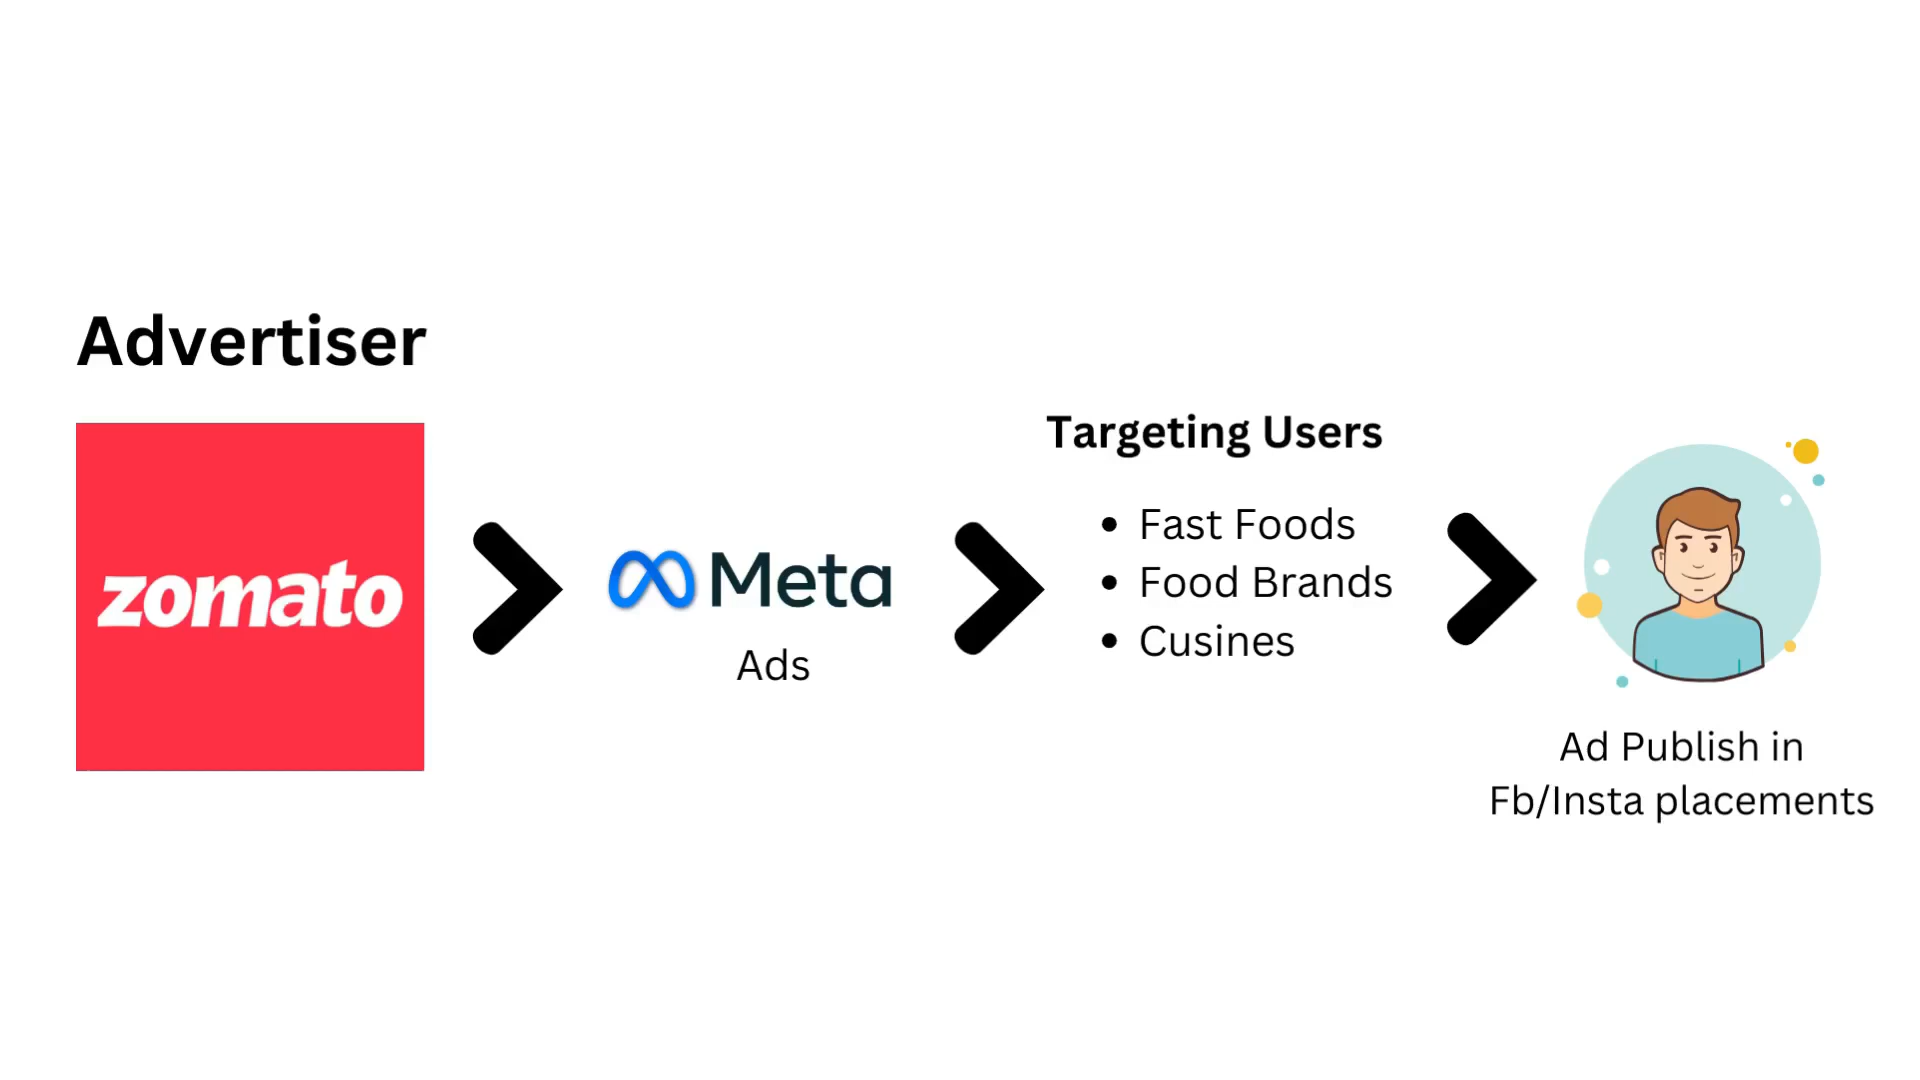 Advertiser
zomato
Meta
Ads
Targeting Users
Fast Foods
Food Brands
Cusines
Ad Publish in
Fb/Insta placements